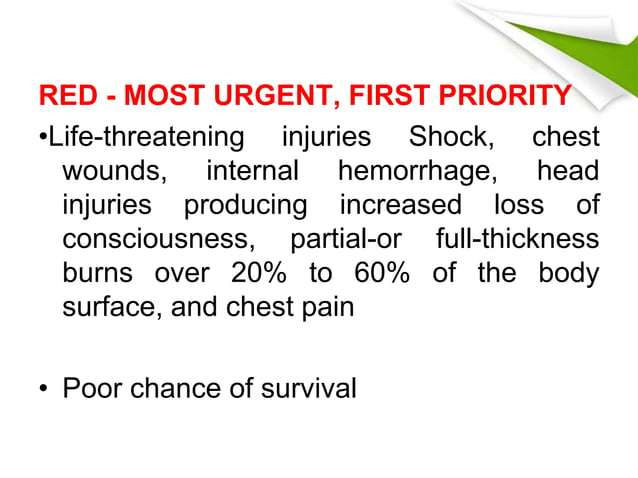 RED - MOST URGENT, FIRST PRIORITY
•Life-threatening injuries Shock, chest
wounds, internal hemorrhage, head
injuries producing increased loss of
consciousness, partial-or full-thickness
burns over 20% to 60% of the body
surface, and chest pain
• Poor chance of survival